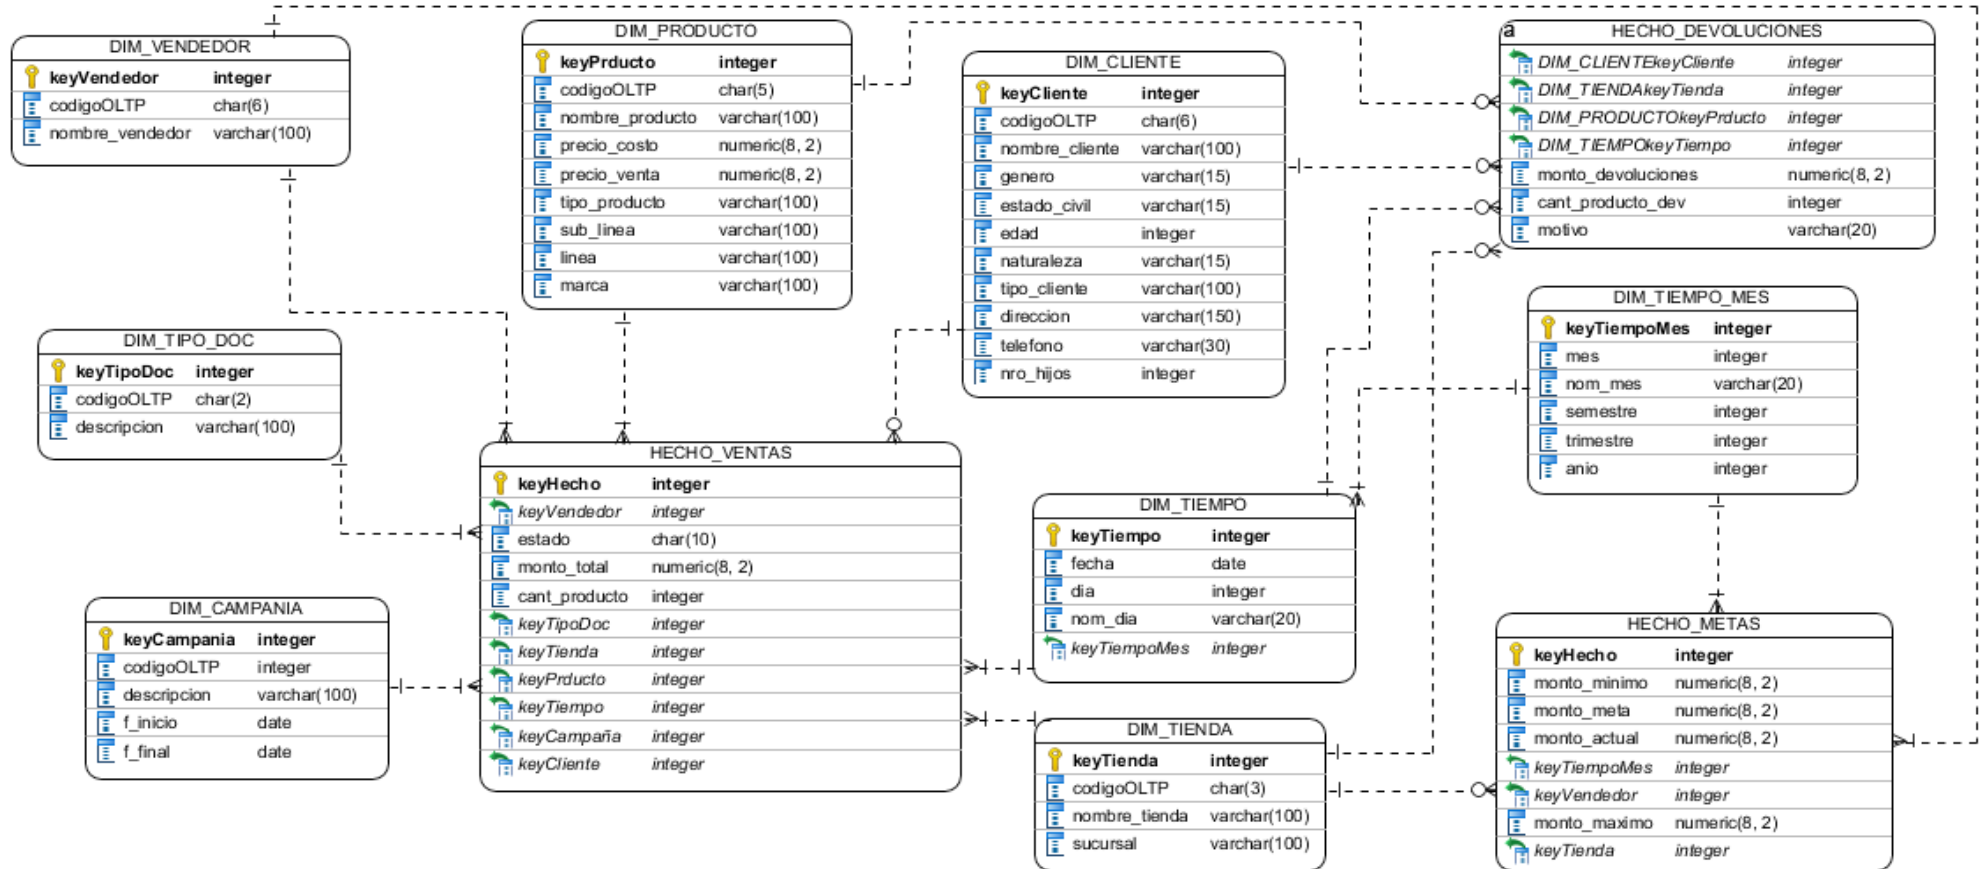 DIM_VENDEDOR
keyVendedor integer
codigoOLTP char(6)
nombre_vendedor varchar(100)
DIM_PRODUCTO
keyPrducto integer
codigoOLTP char(5)
nombre_producto varchar(100)
precio_costo numeric(8, 2)
precio_venta numeric(8, 2)
tipo_producto varchar(100)
sub_linea varchar(100)
linea varchar(100)
marca varchar(100)
DIM_CLIENTE
keyCliente integer
codigoOLTP char(6)
nombre_cliente varchar(100)
genero varchar(15)
estado_civil varchar(15)
edad integer
naturaleza varchar(15)
tipo_cliente varchar(100)
direccion varchar(150)
telefono varchar(30)
nro_hijos integer
a HECHO_DEVOLUCIONES
DIM_CLIENTEkeyCliente integer
DIM_TIENDAkeyTienda integer
DIM_PRODUCTOkeyPrducto integer
DIM_TIEMPOkeyTiempo integer
monto_devoluciones numeric(8, 2)
cant_producto_dev integer
motivo varchar(20)
DIM_TIEMPO_MES
keyTiempoMes integer
mes integer
nom_mes varchar(20)
semestre integer
trimestre integer
anio integer
DIM_TIPO_DOC
keyTipoDoc integer
codigoOLTP char(2)
descripcion varchar(100)
HECHO_VENTAS
keyHecho integer
keyVendedor integer
estado char(10)
monto_total numeric(8, 2)
cant_producto integer
keyTipoDoc integer
keyTienda integer
keyPrducto integer
keyTiempo integer
keyCampaña integer
keyCliente integer
DIM_TIEMPO
keyTiempo integer
fecha date
dia integer
nom_dia varchar(20)
keyTiempoMes integer
DIM_CAMPANIA
keyCampania integer
codigoOLTP integer
descripcion varchar(100)
f_inicio date
f_final date
DIM_TIENDA
keyTienda integer
codigoOLTP char(3)
nombre_tienda varchar(100)
sucursal varchar(100)
HECHO_METAS
keyHecho integer
monto_minimo numeric(8, 2)
monto_meta numeric(8, 2)
monto_actual numeric(8, 2)
keyTiempoMes integer
keyVendedor integer
monto_maximo numeric(8, 2)
keyTienda integer